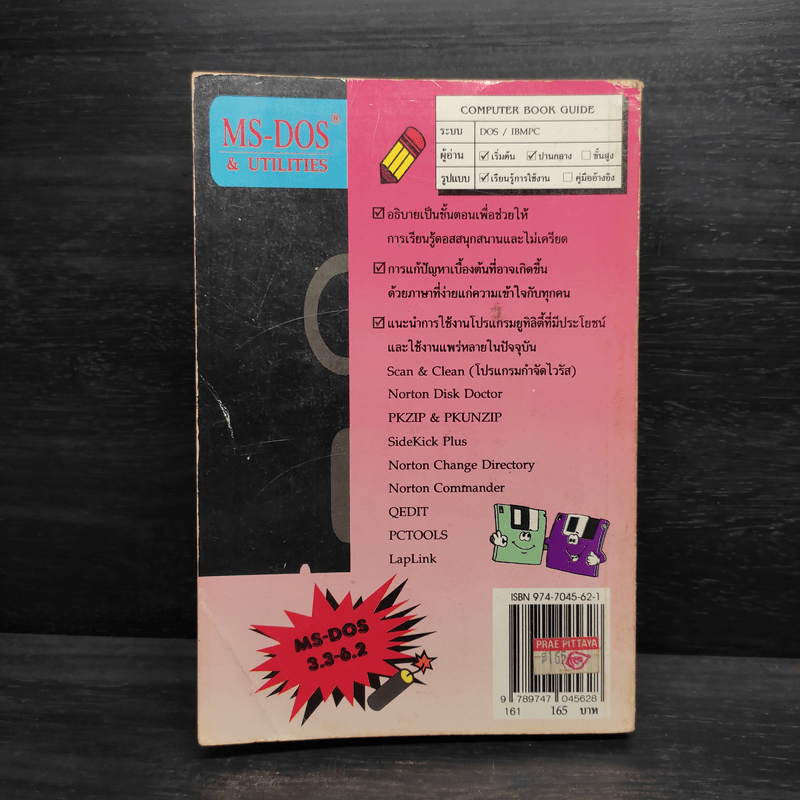 MS-DOS®
& UTILITIES
COMPUTER BOOK GUIDE
ระบบ DOS / IBMPC
ผู้อ่าน ☑ เริ่มต้น ☑ ปานกลาง ☐ ชั้นสูง
รูปแบบ ☑ เรียนรู้การใช้งาน ☐ คู่มืออ้างอิง
☑ อธิบายเป็นขั้นตอนเพื่อช่วยให้
การเรียนรู้ดอสสนุกสนานและไม่เครียด
☑ การแก้ปัญหาเบื้องต้นที่อาจเกิดขึ้น
ด้วยภาษาที่ง่ายแก่ความเข้าใจกับทุกคน
☑ แนะนำการใช้งานโปรแกรมยูทิลิตี้ที่มีประโยชน์
และใช้งานแพร่หลายในปัจจุบัน
Scan & Clean (โปรแกรมกำจัดไวรัส)
Norton Disk Doctor
PKZIP & PKUNZIP
SideKick Plus
Norton Change Directory
Norton Commander
QEDIT
PCTOOLS
LapLink
MS-DOS
3.3-6.2
ISBN 974-7045-62-1
PRAE PITTAYA
9 789747 045628
161 165 บาท